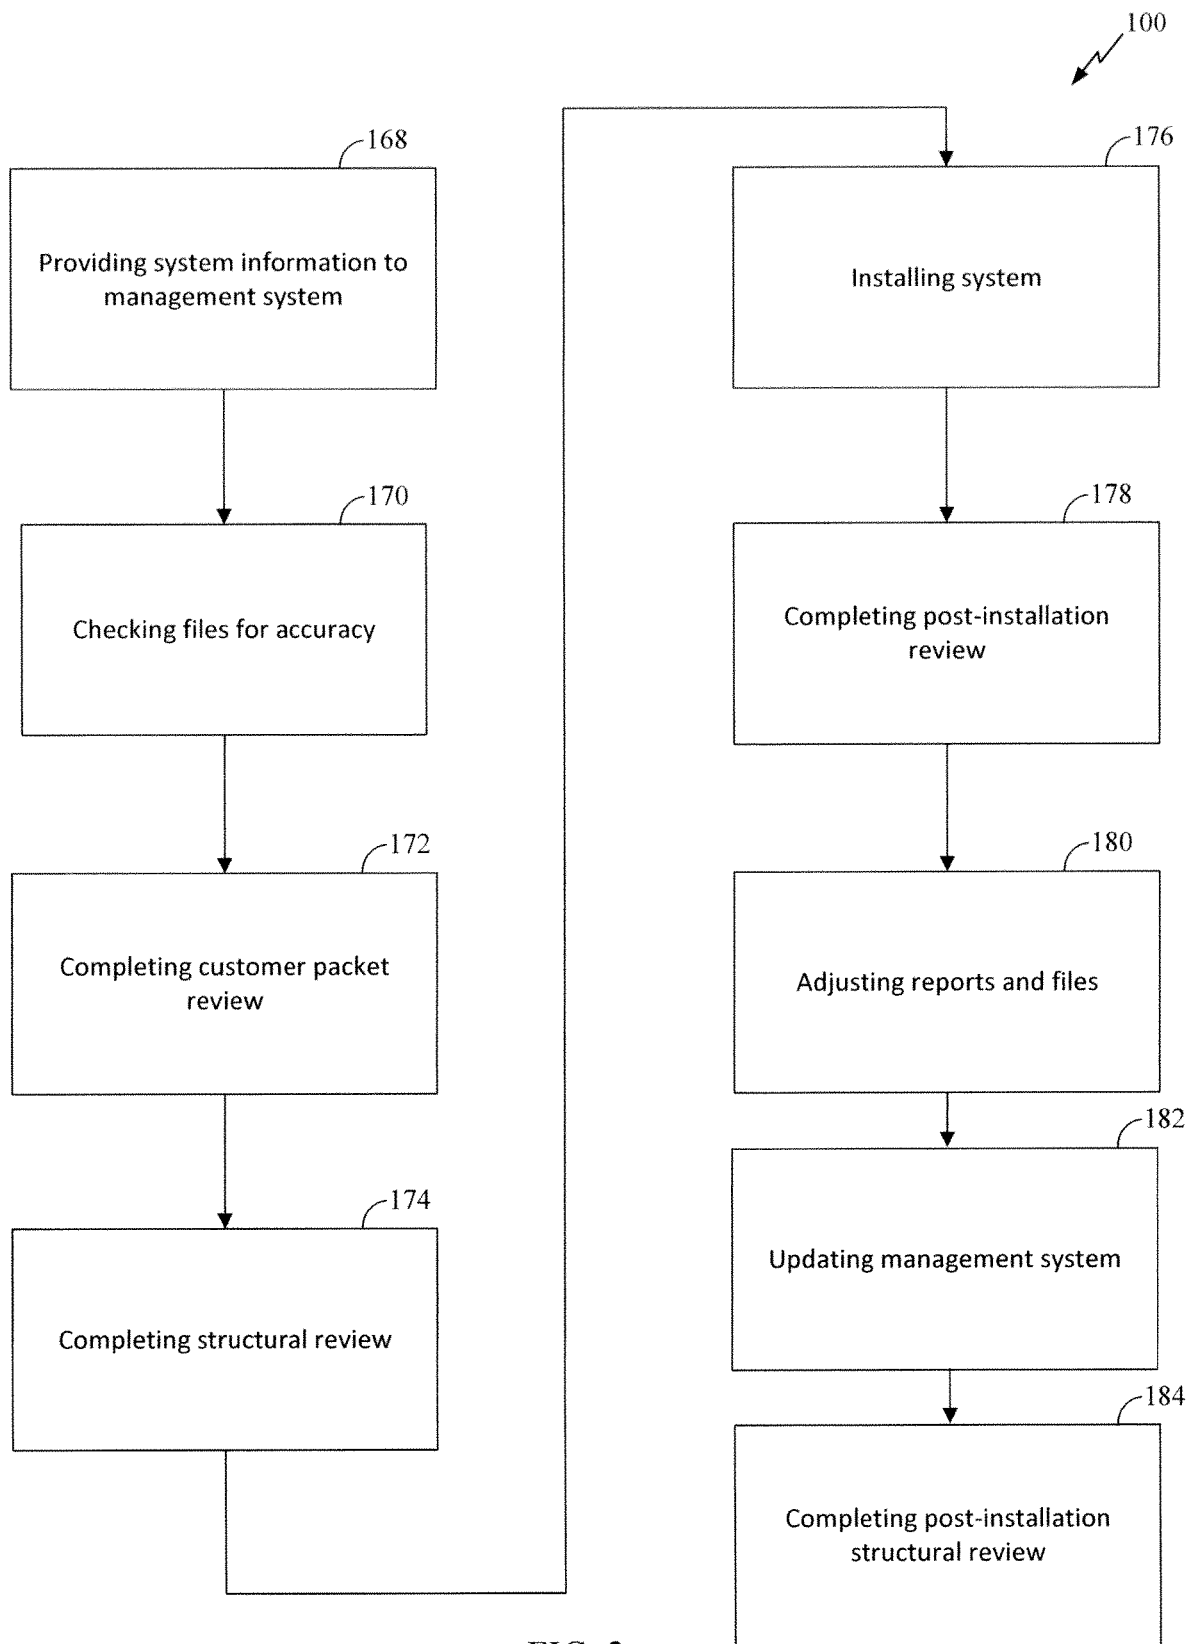 100
168
Providing system information to
management system
170
Checking files for accuracy
172
Completing customer packet
review
174
Completing structural review
176
Installing system
178
Completing post-installation
review
180
Adjusting reports and files
182
Updating management system
184
Completing post-installation
structural review